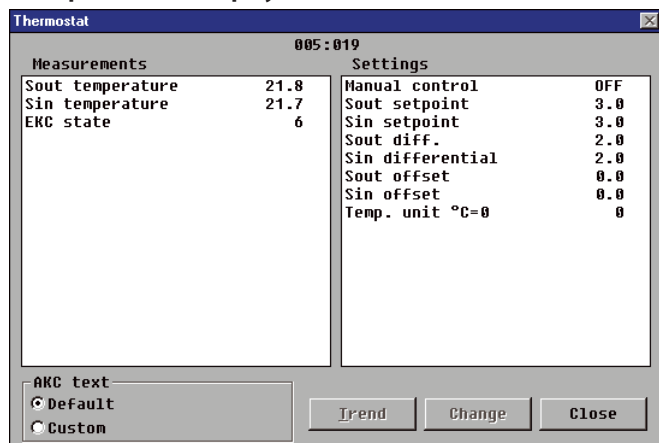 Thermostat
005:019
Measurements
Sout temperature 21.8
Sin temperature 21.7
EKC state 6
Settings
Manual control OFF
Sout setpoint 3.0
Sin setpoint 3.0
Sout diff. 2.0
Sin differential 2.0
Sout offset 0.0
Sin offset 0.0
Temp. unit °C=0 0
AKC text
Default
Custom
Trend
Change
Close